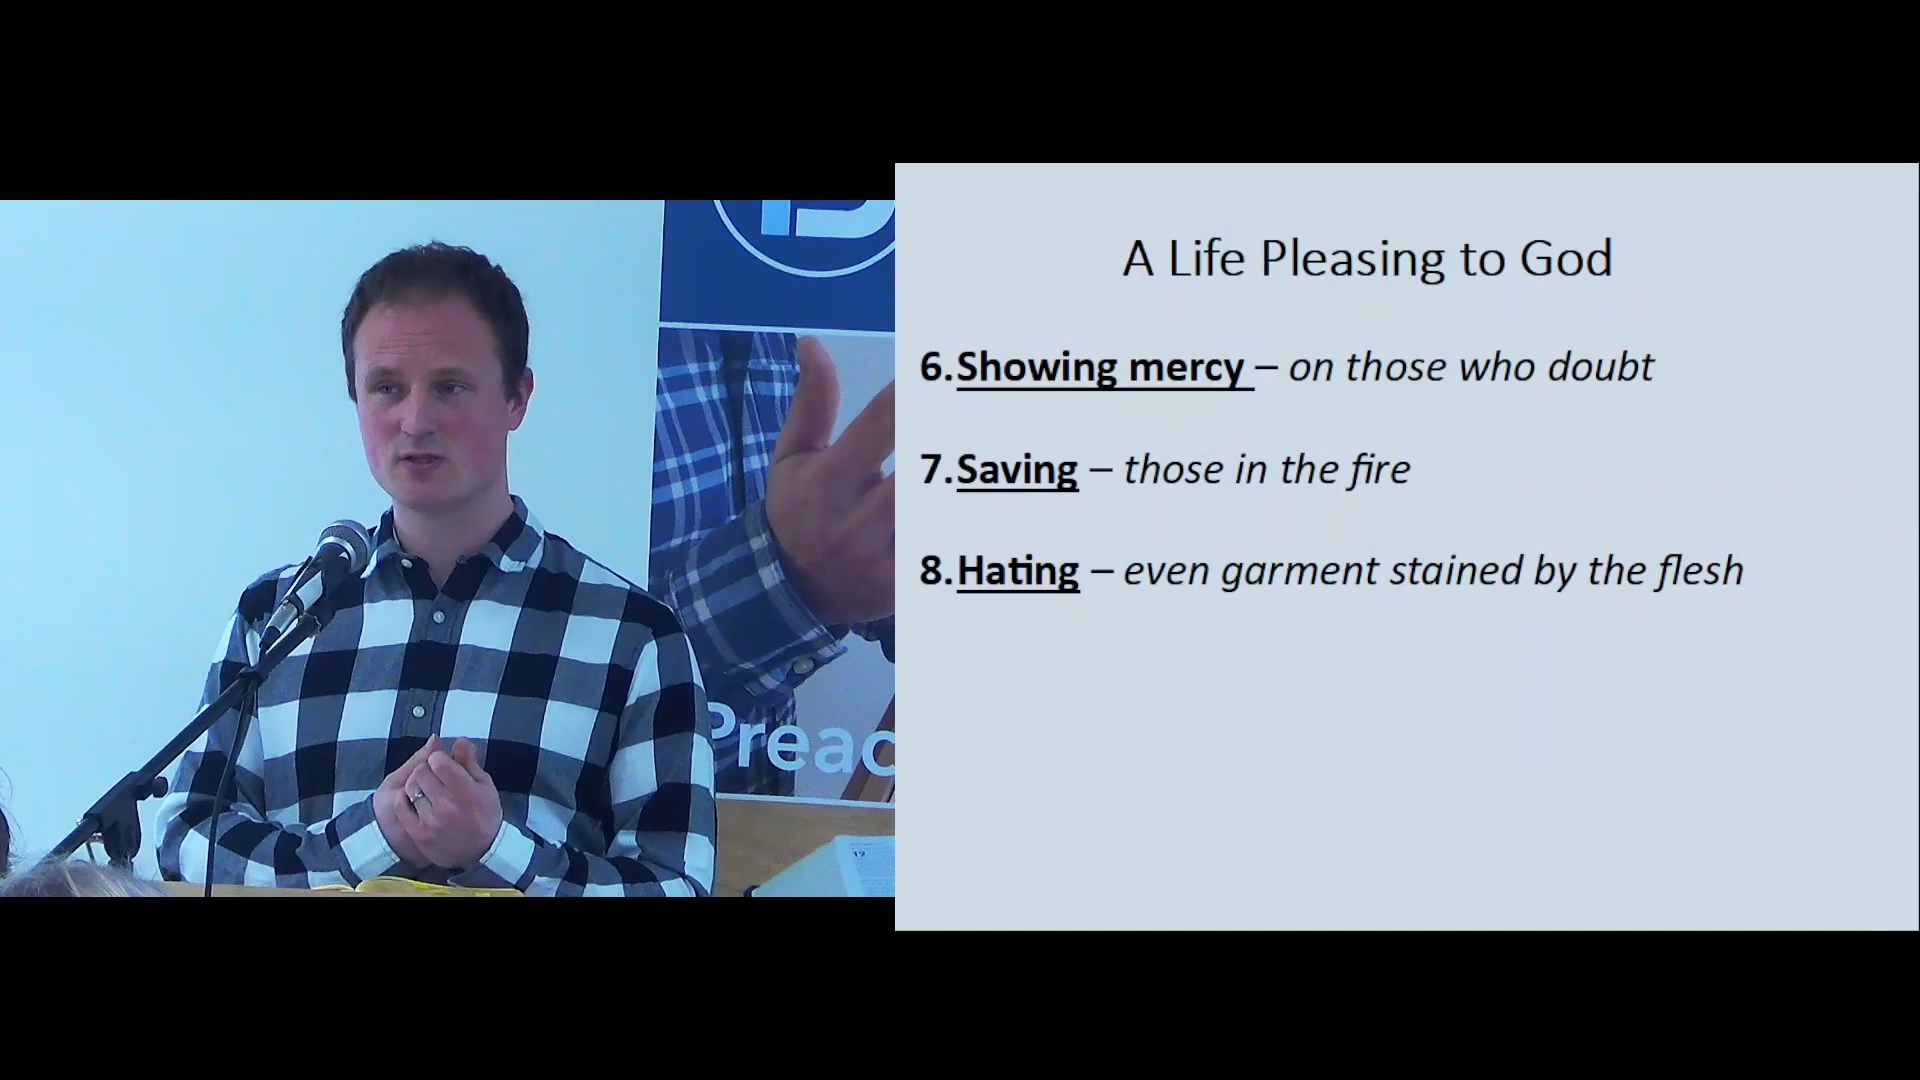 A Life Pleasing to God
6. Showing mercy – on those who doubt
7. Saving – those in the fire
8. Hating – even garment stained by the flesh
Preac
12